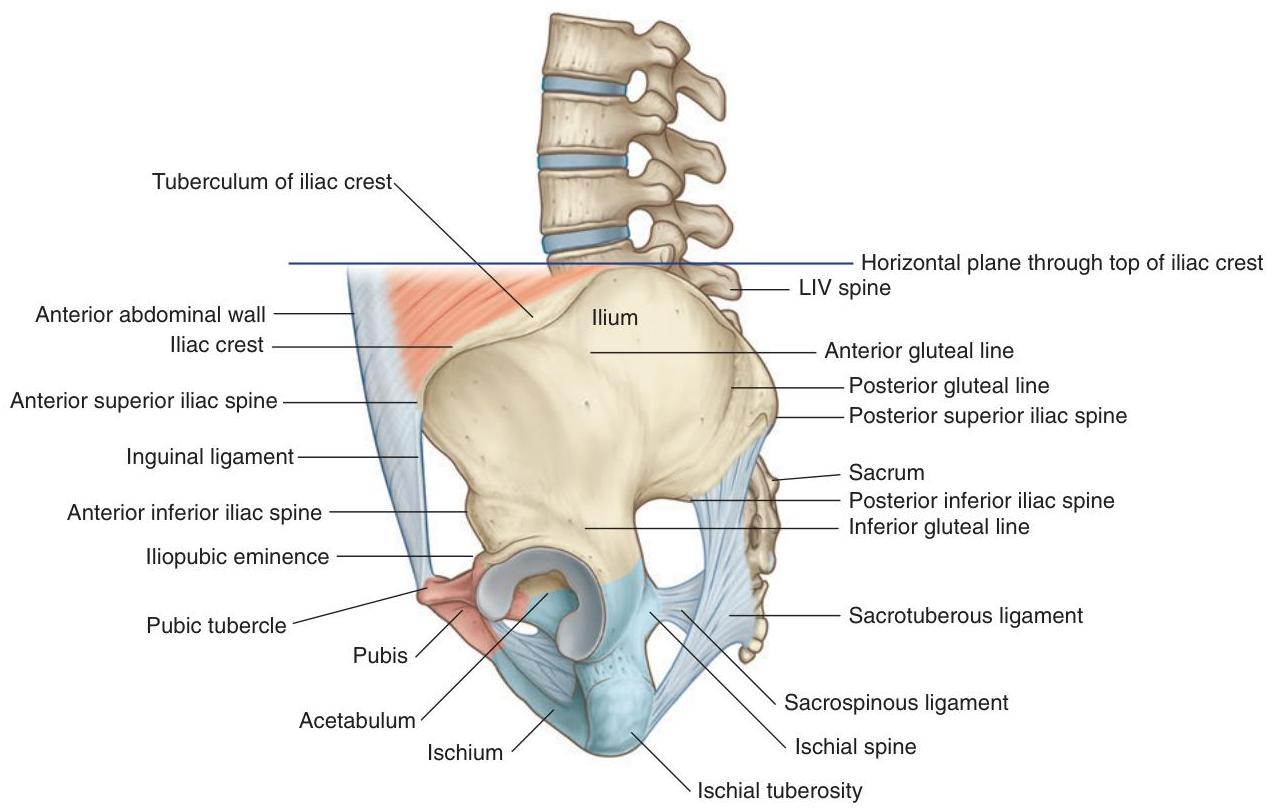 Tuberculum of iliac crest
Horizontal plane through top of iliac crest
LIV spine
Anterior abdominal wall
Ilium
Iliac crest
Anterior gluteal line
Posterior gluteal line
Anterior superior iliac spine
Posterior superior iliac spine
Inguinal ligament
Sacrum
Posterior inferior iliac spine
Anterior inferior iliac spine
Inferior gluteal line
Iliopubic eminence
Sacrotuberous ligament
Pubic tubercle
Pubis
Sacrospinous ligament
Acetabulum
Ischial spine
Ischium
Ischial tuberosity